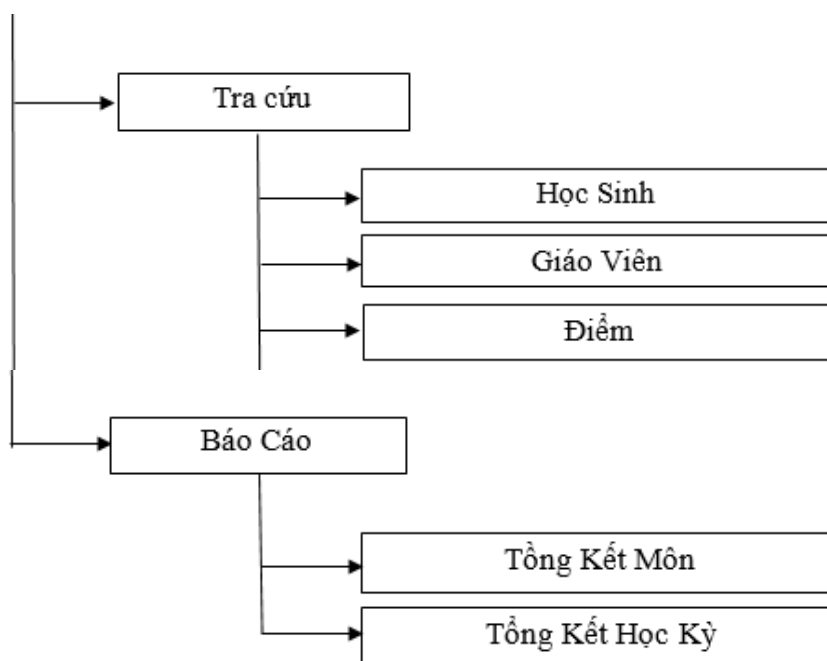 Tra cứu
Học Sinh
Giáo Viên
Điểm
Báo Cáo
Tổng Kết Môn
Tổng Kết Học Kỳ